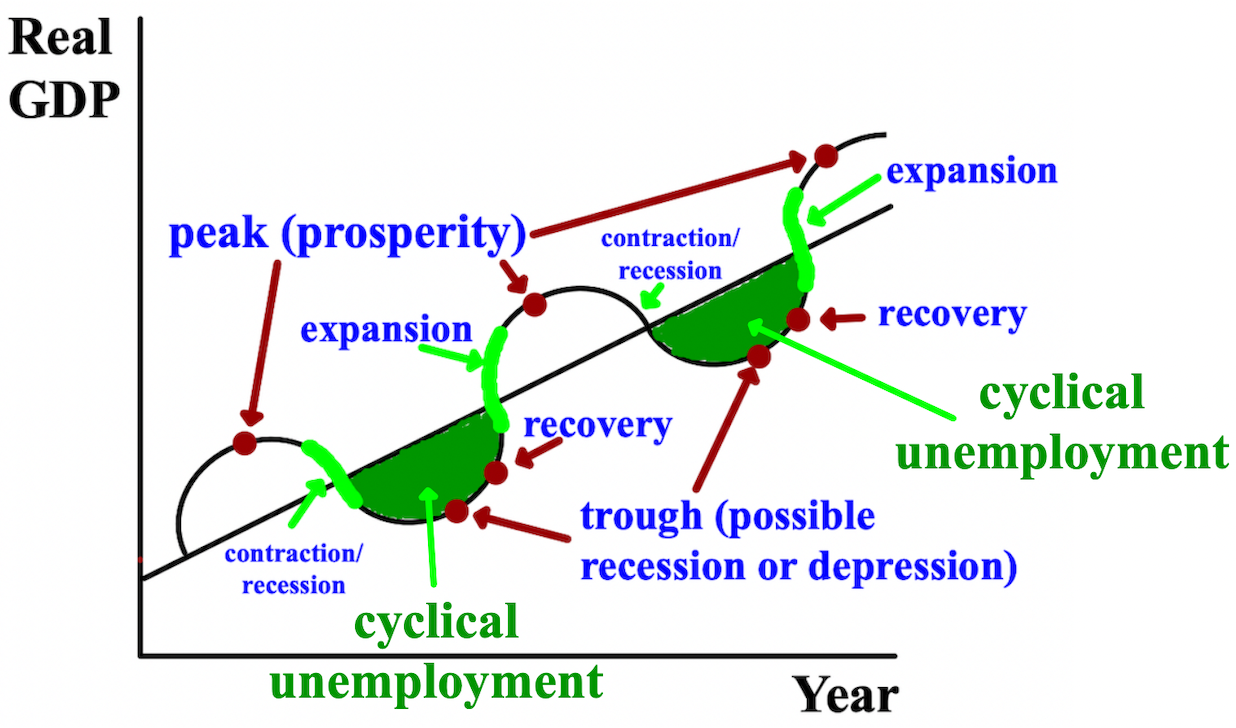 Real
GDP
expansion
peak (prosperity)
contraction/
recession
expansion
recovery
cyclical
unemployment
recovery
trough (possible
recession or depression)
contraction/
recession
cyclical
unemployment
Year